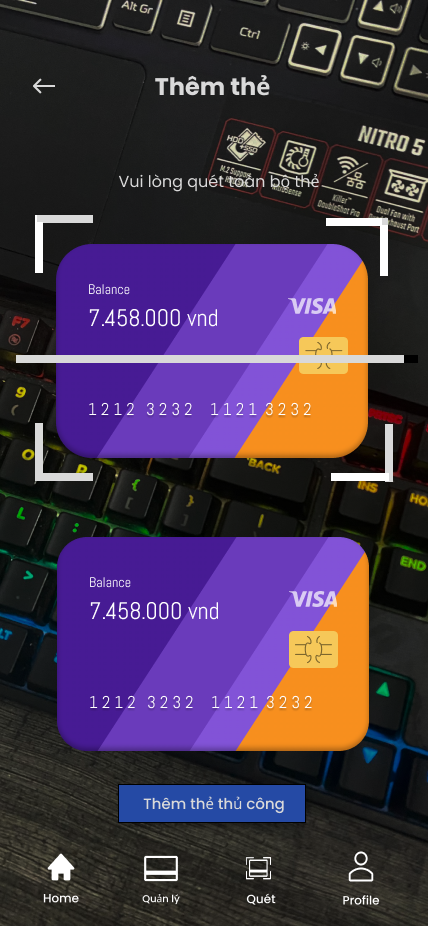 Alt Gr
Ctrl
Thêm thẻ
NITRO 5
Vui lòng quét toàn bộ thẻ
Balance
7.458.000 vnd
VISA
1212 3232 1121 3232
F7
9
O
P
BACK
INS
L
END
Balance
7.458.000 vnd
VISA
1212 3232 1121 3232
Thêm thẻ thủ công
Home
Quản lý
Quét
Profile